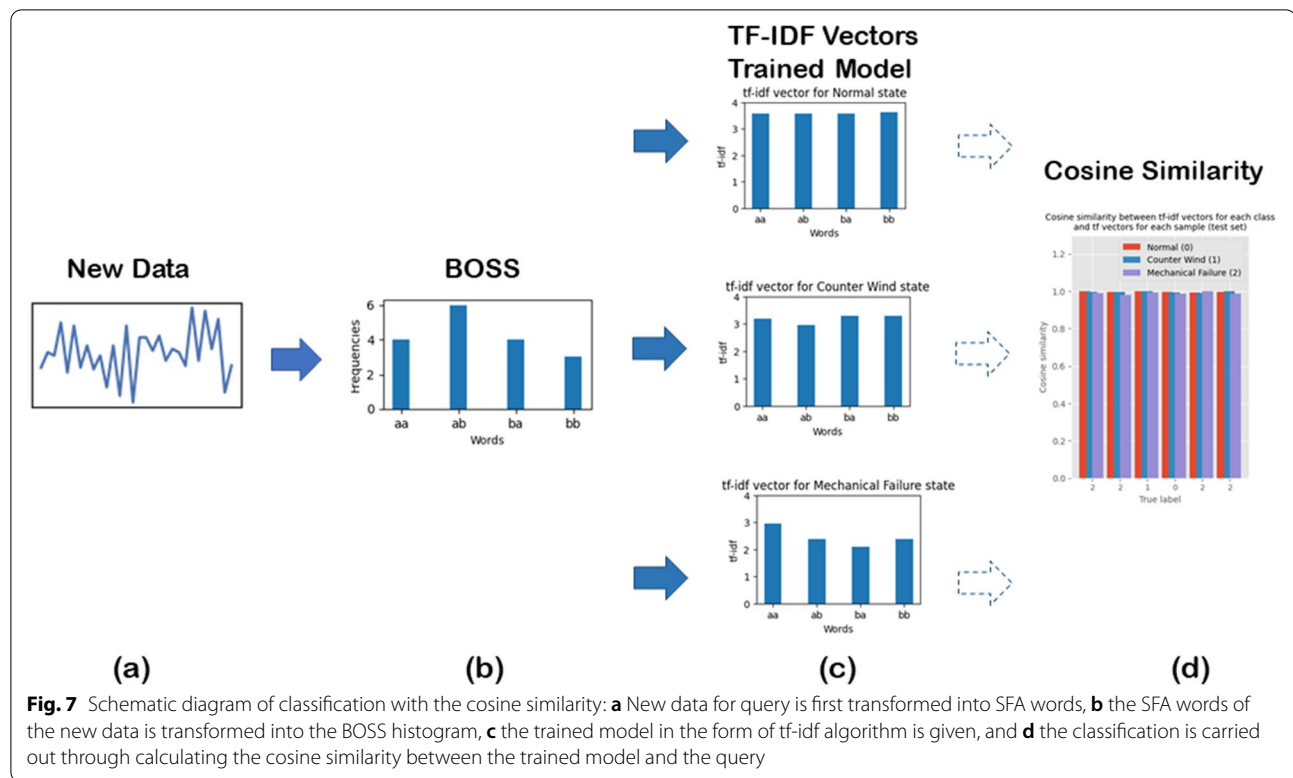 TF-IDF Vectors
Trained Model
tf-idf vector for Normal state
4
3
2
1
0
tf-idf
aa ab ba bb
Words
New Data
BOSS
6
4
2
0
Frequencies
aa ab ba bb
Words
tf-idf vector for Counter Wind state
4
3
2
1
0
tf-idf
aa ab ba bb
Words
tf-idf vector for Mechanical Failure state
4
3
2
1
0
tf-idf
aa ab ba bb
Words
Cosine Similarity
Cosine similarity between tf-idf vectors for each class
and tf vectors for each sample (test set)
Normal (0)
Counter Wind (1)
Mechanical Failure (2)
1.2
1.0
0.8
0.6
0.4
0.2
0.0
Cosine similarity
2 2 1 0 2 2
True label
(a) (b) (c) (d)
Fig. 7 Schematic diagram of classification with the cosine similarity: a New data for query is first transformed into SFA words, b the SFA words of
the new data is transformed into the BOSS histogram, c the trained model in the form of tf-idf algorithm is given, and d the classification is carried
out through calculating the cosine similarity between the trained model and the query